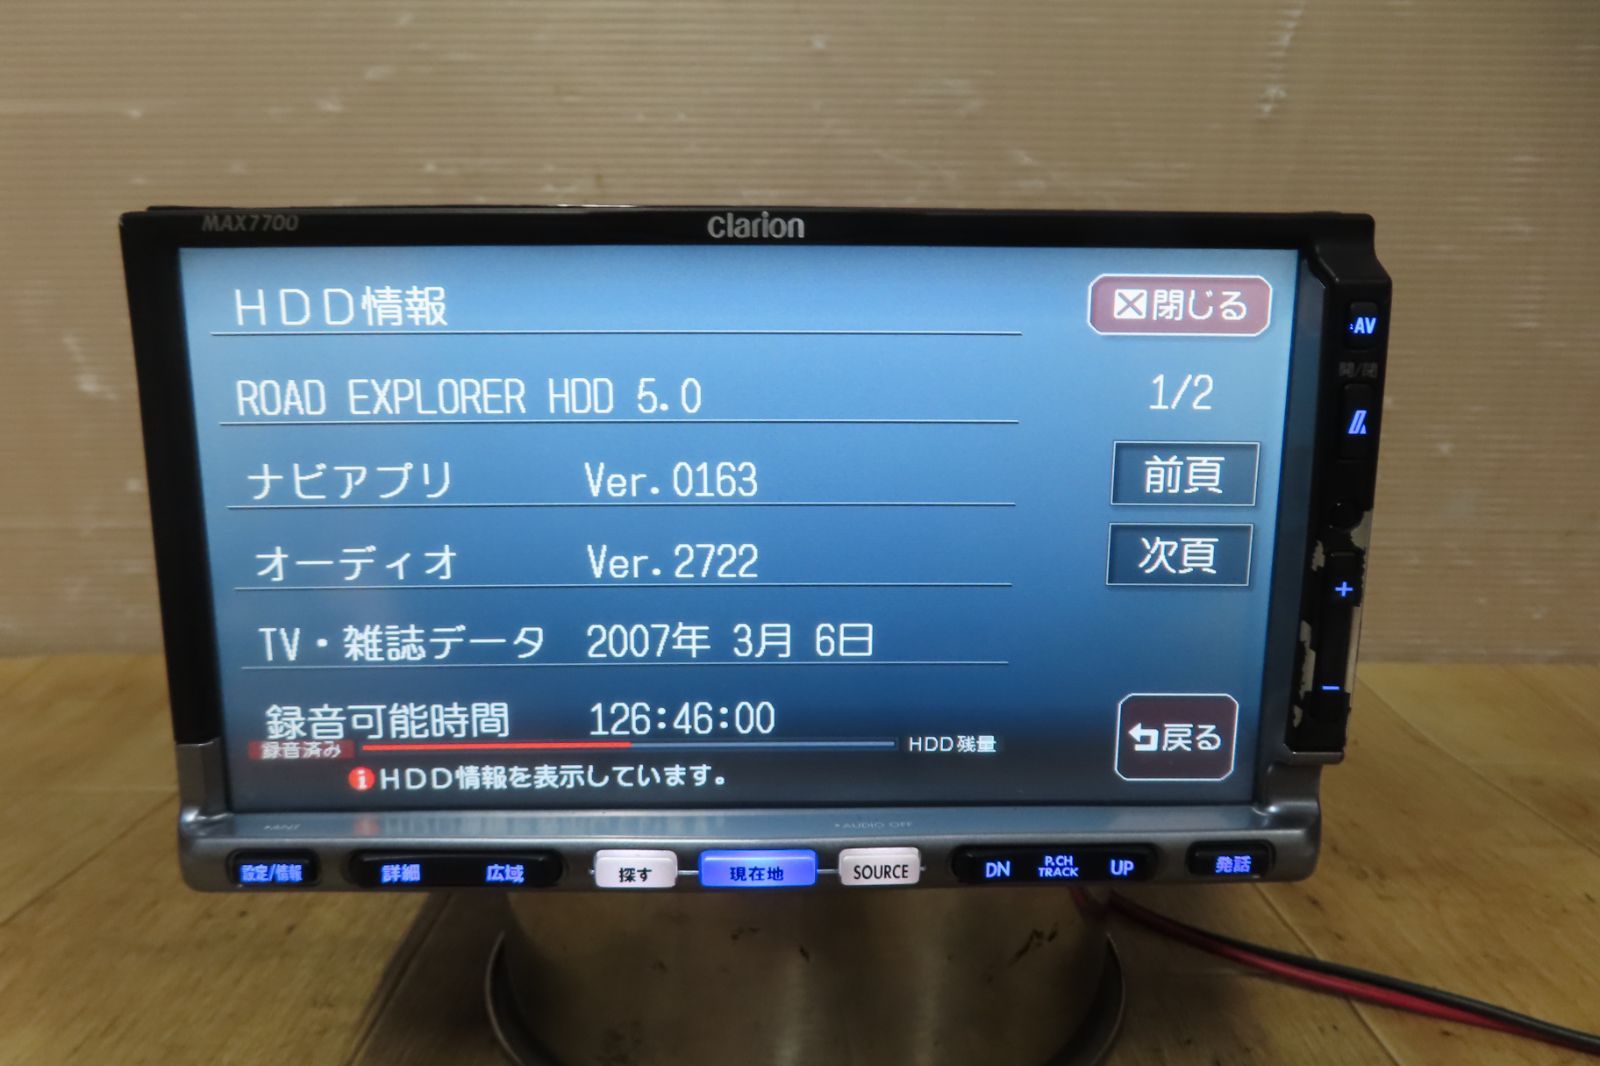 MAX7700
clarion
HDD情報
閉じる
ROAD EXPLORER HDD 5.0
1/2
ナビアプリ Ver.0163
前頁
オーディオ Ver.2722
次頁
TV・雑誌データ 2007年 3月 6日
録音可能時間 126:46:00
録音済み HDD残量
戻る
HDD情報を表示しています。
AV
開/閉
+
−
AUDIO OFF
設定/情報 詳細 広域 探す 現在地 SOURCE DN P.CH TRACK UP 発話